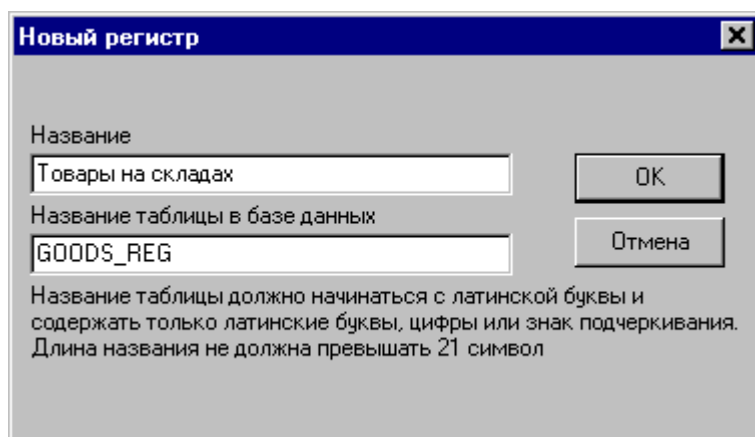 Новый регистр
Название
Товары на складах
OK
Название таблицы в базе данных
GOODS_REG
Отмена
Название таблицы должно начинаться с латинской буквы и
содержать только латинские буквы, цифры или знак подчеркивания.
Длина названия не должна превышать 21 символ